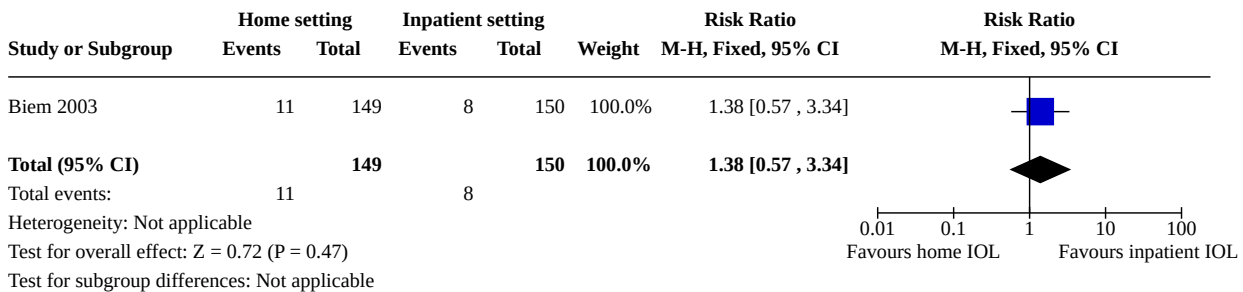 Home setting Inpatient setting Risk Ratio Risk Ratio
Study or Subgroup Events Total Events Total Weight M-H, Fixed, 95% CI M-H, Fixed, 95% CI
Biem 2003 11 149 8 150 100.0% 1.38 [0.57 , 3.34]
Total (95% CI) 149 150 100.0% 1.38 [0.57 , 3.34]
Total events: 11 8
Heterogeneity: Not applicable
Test for overall effect: Z = 0.72 (P = 0.47)
Test for subgroup differences: Not applicable
0.01 0.1 1 10 100
Favours home IOL Favours inpatient IOL